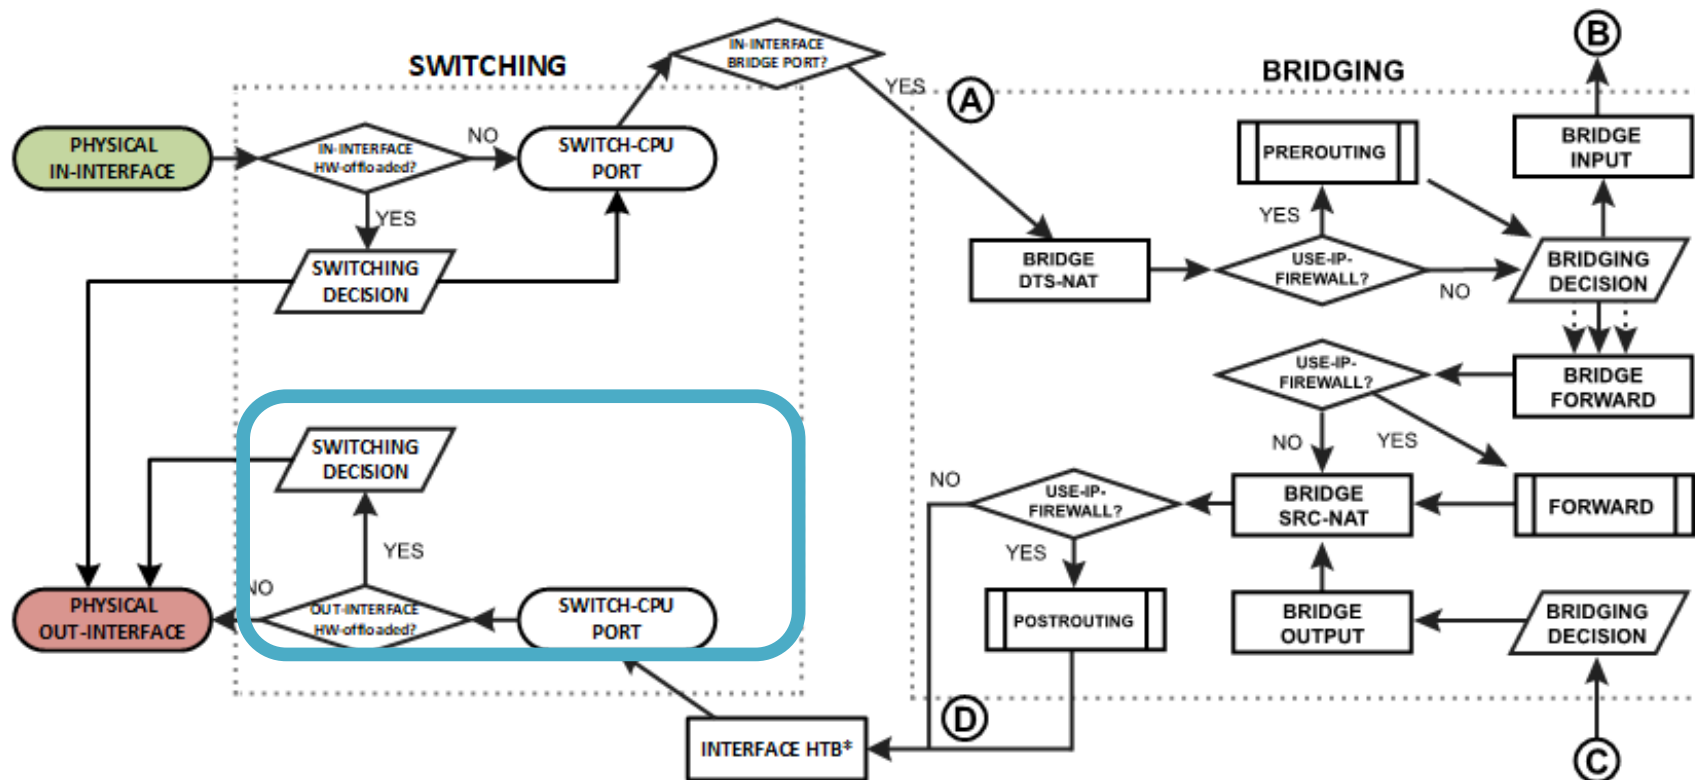 SWITCHING
IN-INTERFACE
BRIDGE PORT?
YES
A
BRIDGING
B
PHYSICAL
IN-INTERFACE
IN-INTERFACE
HW-offloaded?
NO
YES
SWITCH-CPU
PORT
SWITCHING
DECISION
PREROUTING
BRIDGE
INPUT
YES
BRIDGE
DTS-NAT
USE-IP-
FIREWALL?
NO
BRIDGING
DECISION
USE-IP-
FIREWALL?
BRIDGE
FORWARD
NO
YES
SWITCHING
DECISION
YES
NO
USE-IP-
FIREWALL?
YES
BRIDGE
SRC-NAT
FORWARD
PHYSICAL
OUT-INTERFACE
NO
OUT-INTERFACE
HW-offloaded?
SWITCH-CPU
PORT
POSTROUTING
BRIDGE
OUTPUT
BRIDGING
DECISION
INTERFACE HTB*
D
C